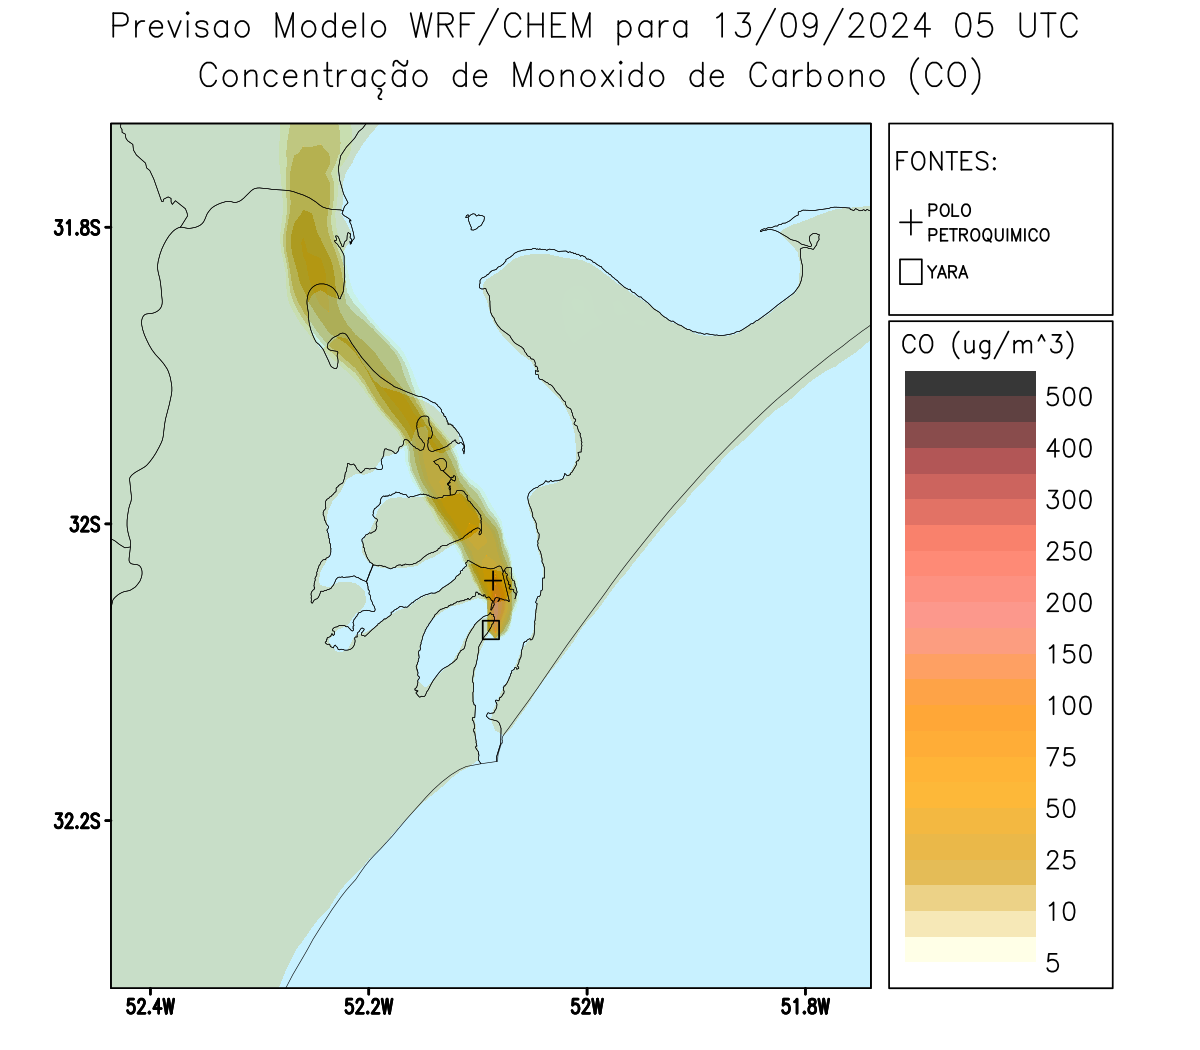 Previsao Modelo WRF/CHEM para 13/09/2024 05 UTC
Concentração de Monoxido de Carbono (CO)
FONTES:
POLO
PETROQUIMICO
YARA
CO (ug/m^3)
500
400
300
250
200
150
100
75
50
25
10
5
31.8S
32S
32.2S
52.4W
52.2W
52W
51.8W